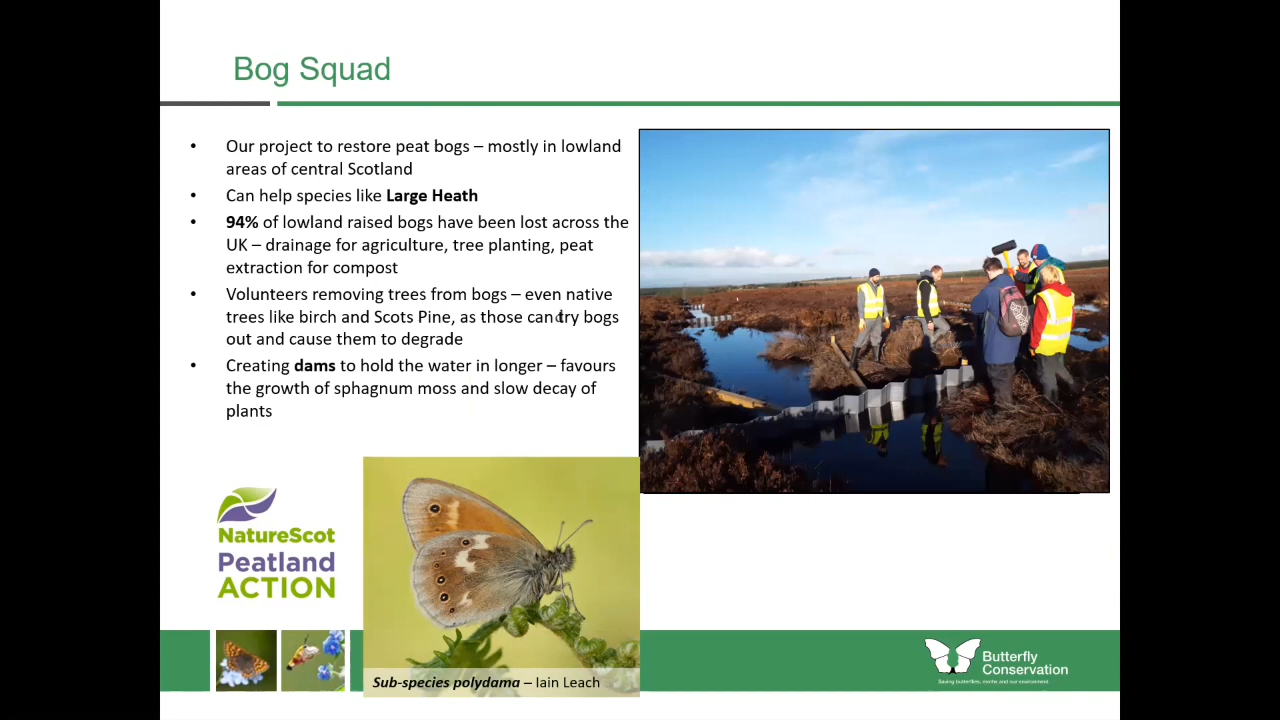 Bog Squad
• Our project to restore peat bogs – mostly in lowland
areas of central Scotland
• Can help species like Large Heath
• 94% of lowland raised bogs have been lost across the
UK – drainage for agriculture, tree planting, peat
extraction for compost
• Volunteers removing trees from bogs – even native
trees like birch and Scots Pine, as those can try bogs
out and cause them to degrade
• Creating dams to hold the water in longer – favours
the growth of sphagnum moss and slow decay of
plants
NatureScot
Peatland
ACTION
Sub-species polydama – Iain Leach
Butterfly
Conservation
Saving butterflies, moths and our environment